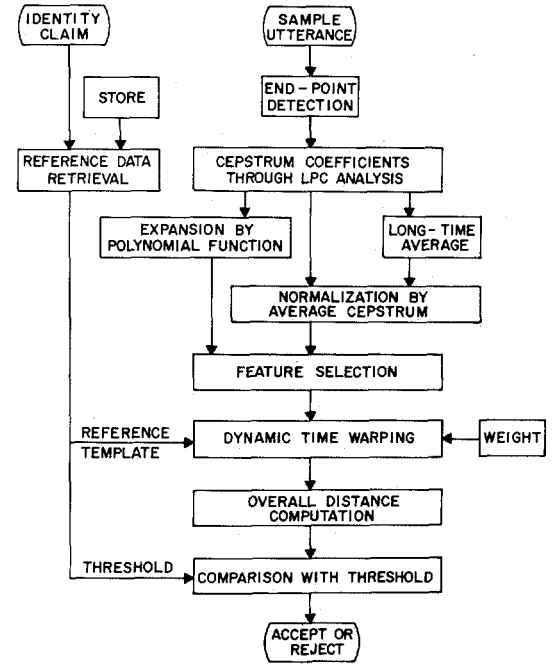 IDENTITY
CLAIM
SAMPLE
UTTERANCE
STORE
END-POINT
DETECTION
REFERENCE DATA
RETRIEVAL
CEPSTRUM COEFFICIENTS
THROUGH LPC ANALYSIS
EXPANSION BY
POLYNOMIAL FUNCTION
LONG-TIME
AVERAGE
NORMALIZATION BY
AVERAGE CEPSTRUM
FEATURE SELECTION
REFERENCE
TEMPLATE
DYNAMIC TIME WARPING
WEIGHT
OVERALL DISTANCE
COMPUTATION
THRESHOLD
COMPARISON WITH THRESHOLD
ACCEPT OR
REJECT